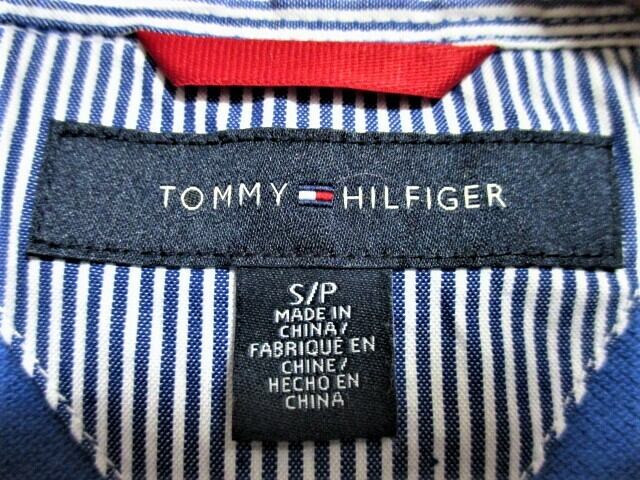 TOMMY HILFIGER
S/P
MADE IN
CHINA/
FABRIQUÉ EN
CHINE/
HECHO EN
CHINA